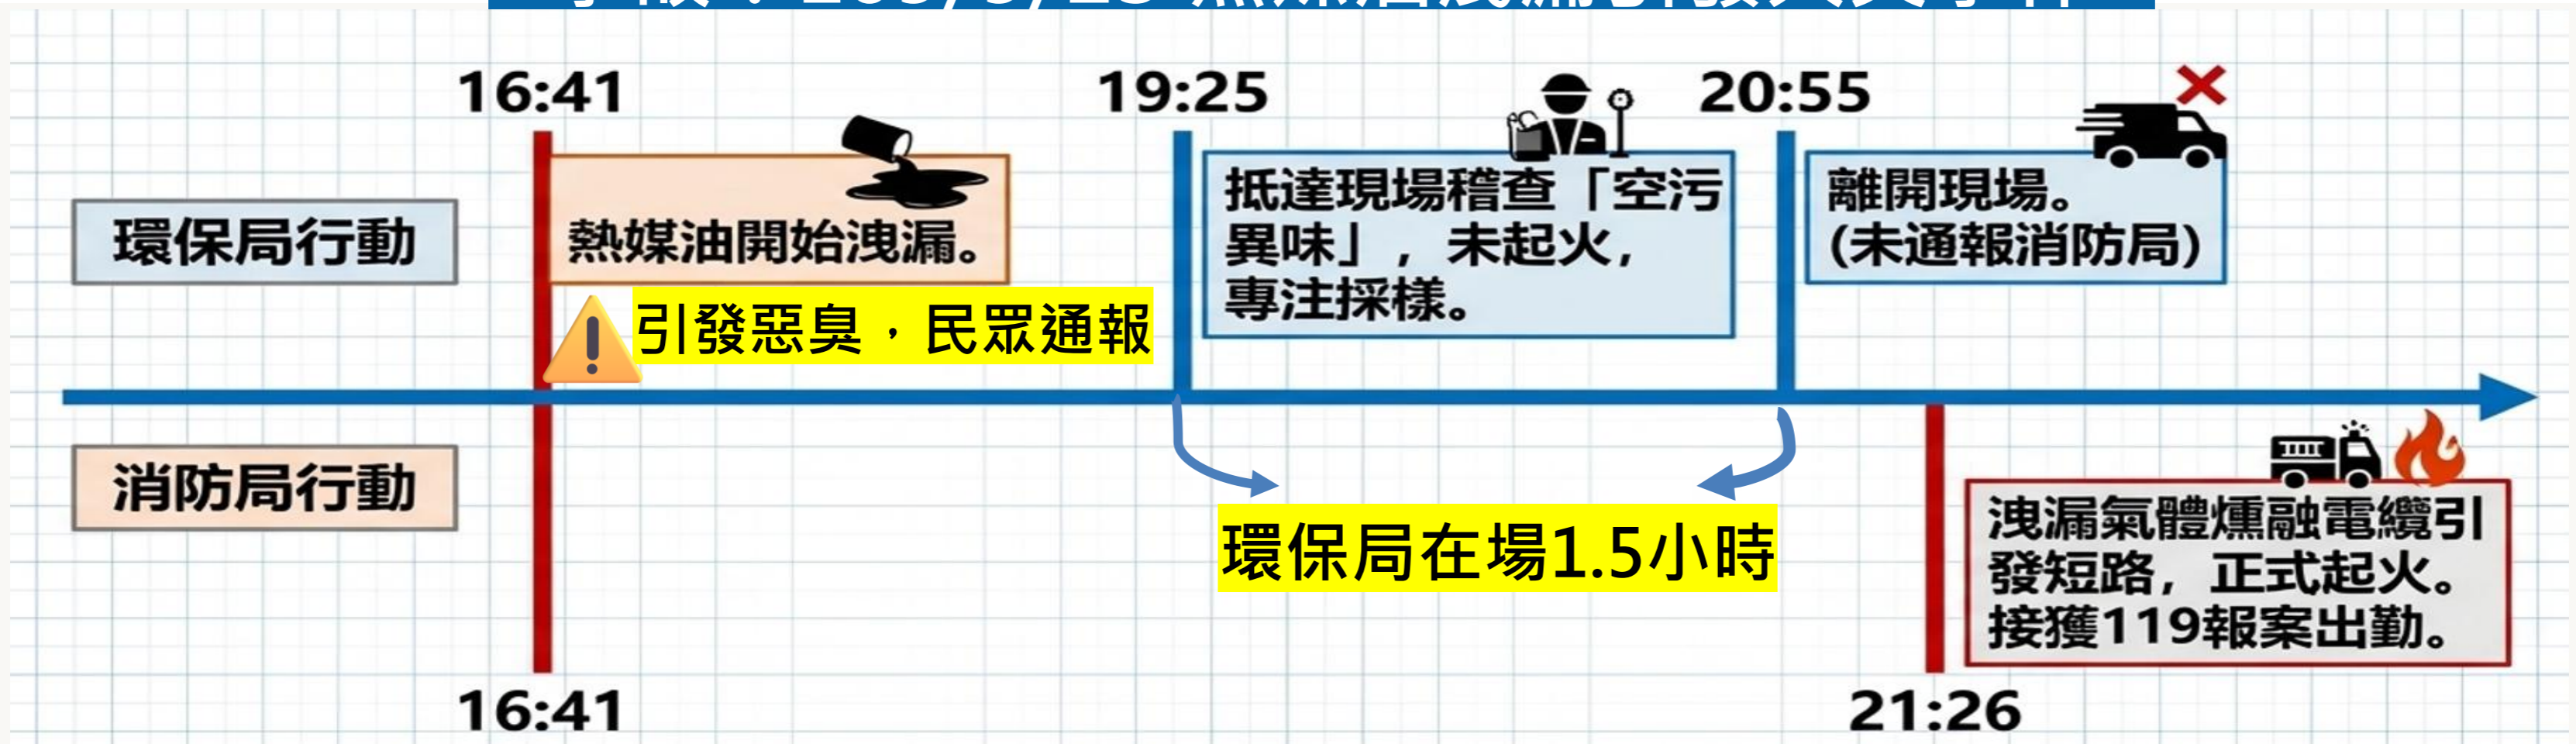 16:41
19:25
20:55
環保局行動
熱媒油開始洩漏。
抵達現場稽查「空污
異味」，未起火，
專注採樣。
離開現場。
(未通報消防局)
引發惡臭，民眾通報
消防局行動
環保局在場1.5小時
洩漏氣體燻融電纜引
發短路，正式起火。
接獲119報案出勤。
16:41
21:26